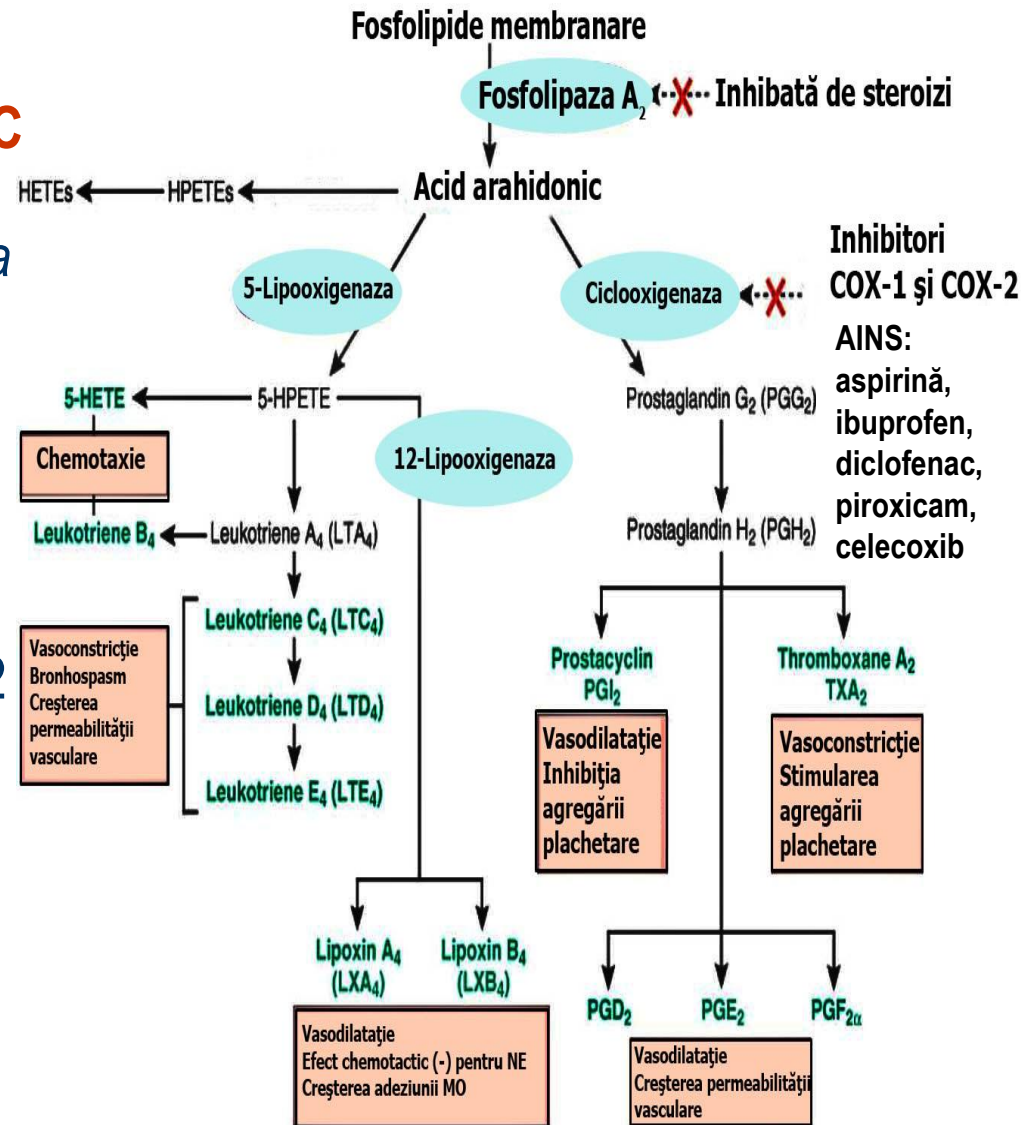 Fosfolipide membranare
Fosfolipaza A2
Inhibată de steroizi
C
HETEs
HPETEs
Acid arahidonic
a
Inhibitori
COX-1 şi COX-2
5-Lipooxigenaza
Ciclooxigenaza
AINS:
aspirină,
ibuprofen,
diclofenac,
piroxicam,
celecoxib
5-HETE
5-HPETE
Prostaglandin G2 (PGG2)
Chemotaxie
12-Lipooxigenaza
Leukotriene B4
Leukotriene A4 (LTA4)
Prostaglandin H2 (PGH2)
Leukotriene C4 (LTC4)
2
Vasoconstricţie
Bronhospasm
Creşterea
permeabilităţii
vasculare
Leukotriene D4 (LTD4)
Leukotriene E4 (LTE4)
Prostacyclin
PGI2
Thromboxane A2
TXA2
Vasodilataţie
Inhibiţia
agregării
plachetare
Vasoconstricţie
Stimularea
agregării
plachetare
Lipoxin A4
(LXA4)
Lipoxin B4
(LXB4)
PGD2
PGE2
PGF2α
Vasodilataţie
Efect chemotactic (-) pentru NE
Creşterea adeziunii MO
Vasodilataţie
Creşterea permeabilităţii
vasculare